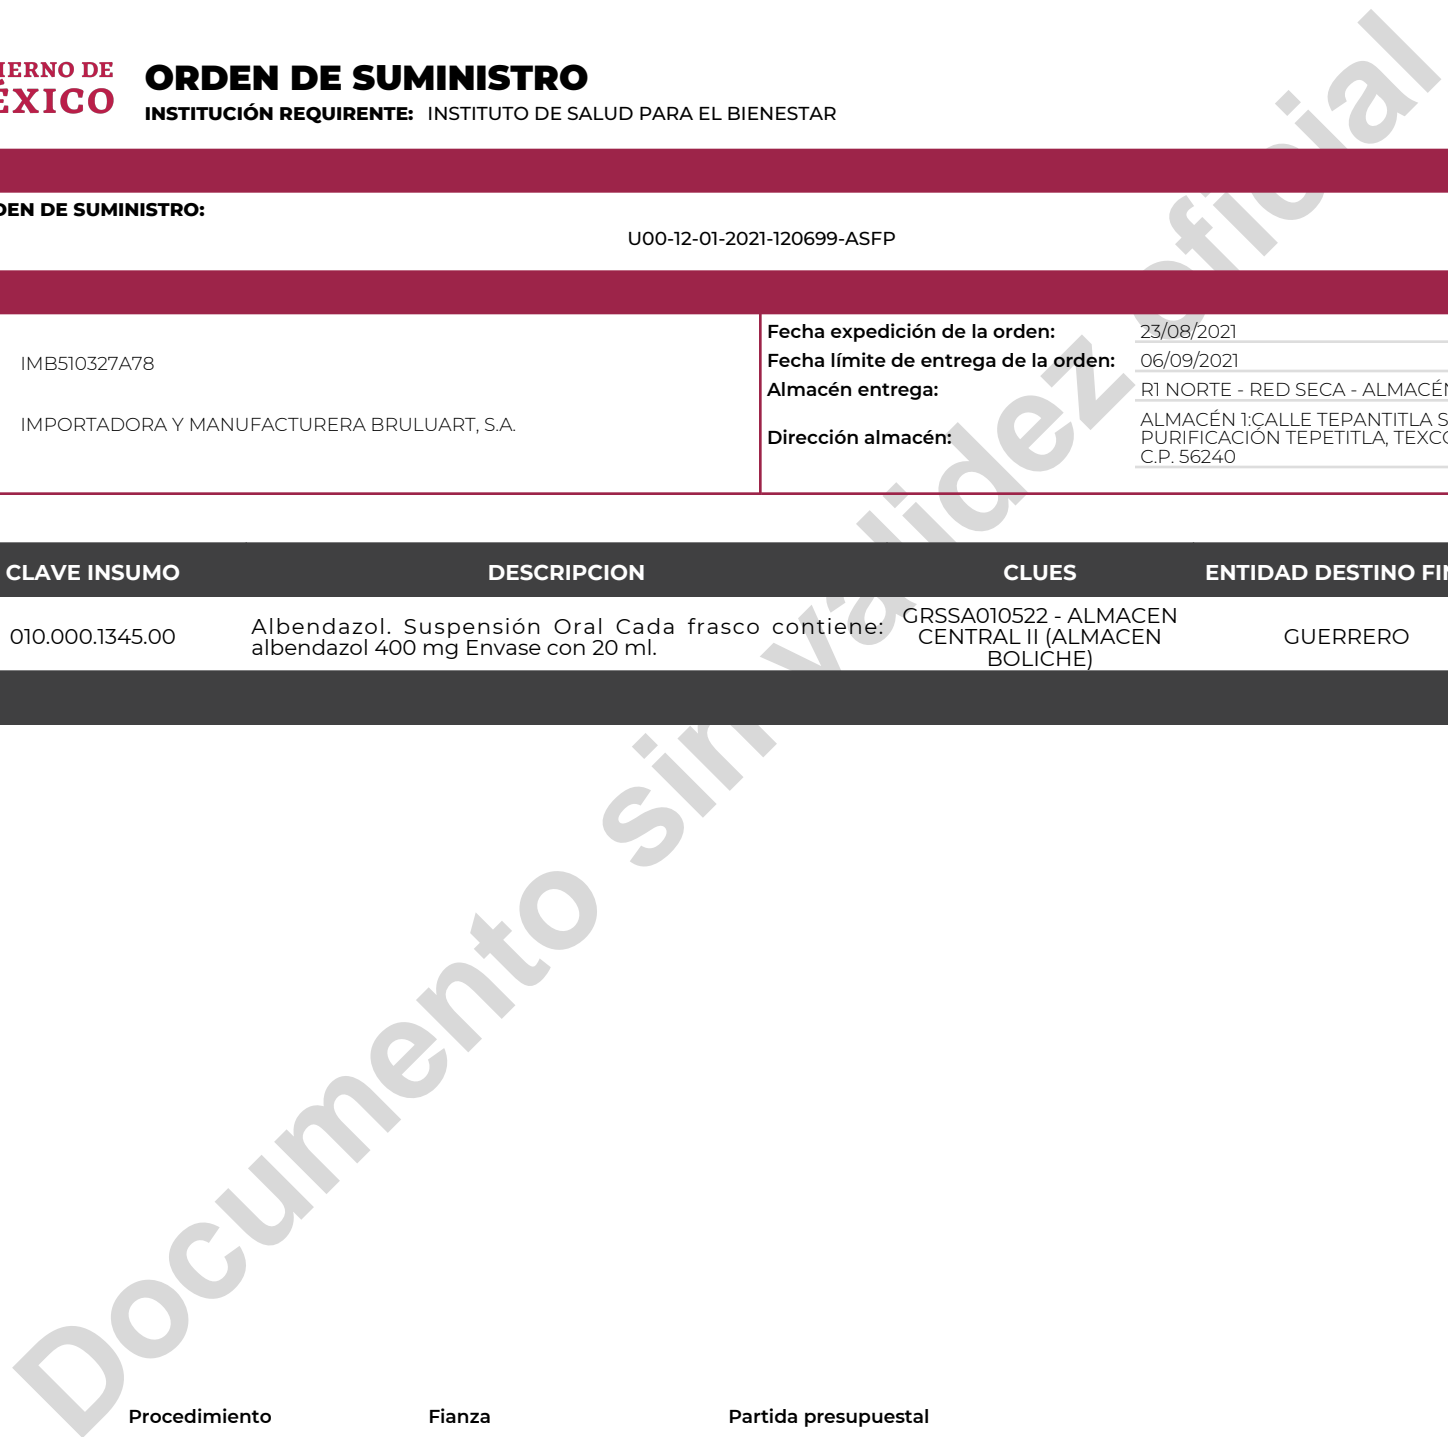 IERNO DE
ÉXICO
ORDEN DE SUMINISTRO
INSTITUCIÓN REQUIRENTE: INSTITUTO DE SALUD PARA EL BIENESTAR
DEN DE SUMINISTRO:
U00-12-01-2021-120699-ASFP
IMB510327A78
IMPORTADORA Y MANUFACTURERA BRULUART, S.A.
Fecha expedición de la orden: 23/08/2021
Fecha límite de entrega de la orden: 06/09/2021
Almacén entrega: R1 NORTE - RED SECA - ALMACÉN
Dirección almacén: ALMACÉN 1:CALLE TEPANTITLA S
PURIFICACIÓN TEPETITLA, TEXCO
C.P. 56240
CLAVE INSUMO DESCRIPCION CLUES ENTIDAD DESTINO FIN
010.000.1345.00
Albendazol. Suspensión Oral Cada frasco contiene:
albendazol 400 mg Envase con 20 ml.
GRSSA010522 - ALMACEN
CENTRAL II (ALMACEN
BOLICHE)
GUERRERO
Documento sin validez oficial
Procedimiento Fianza Partida presupuestal